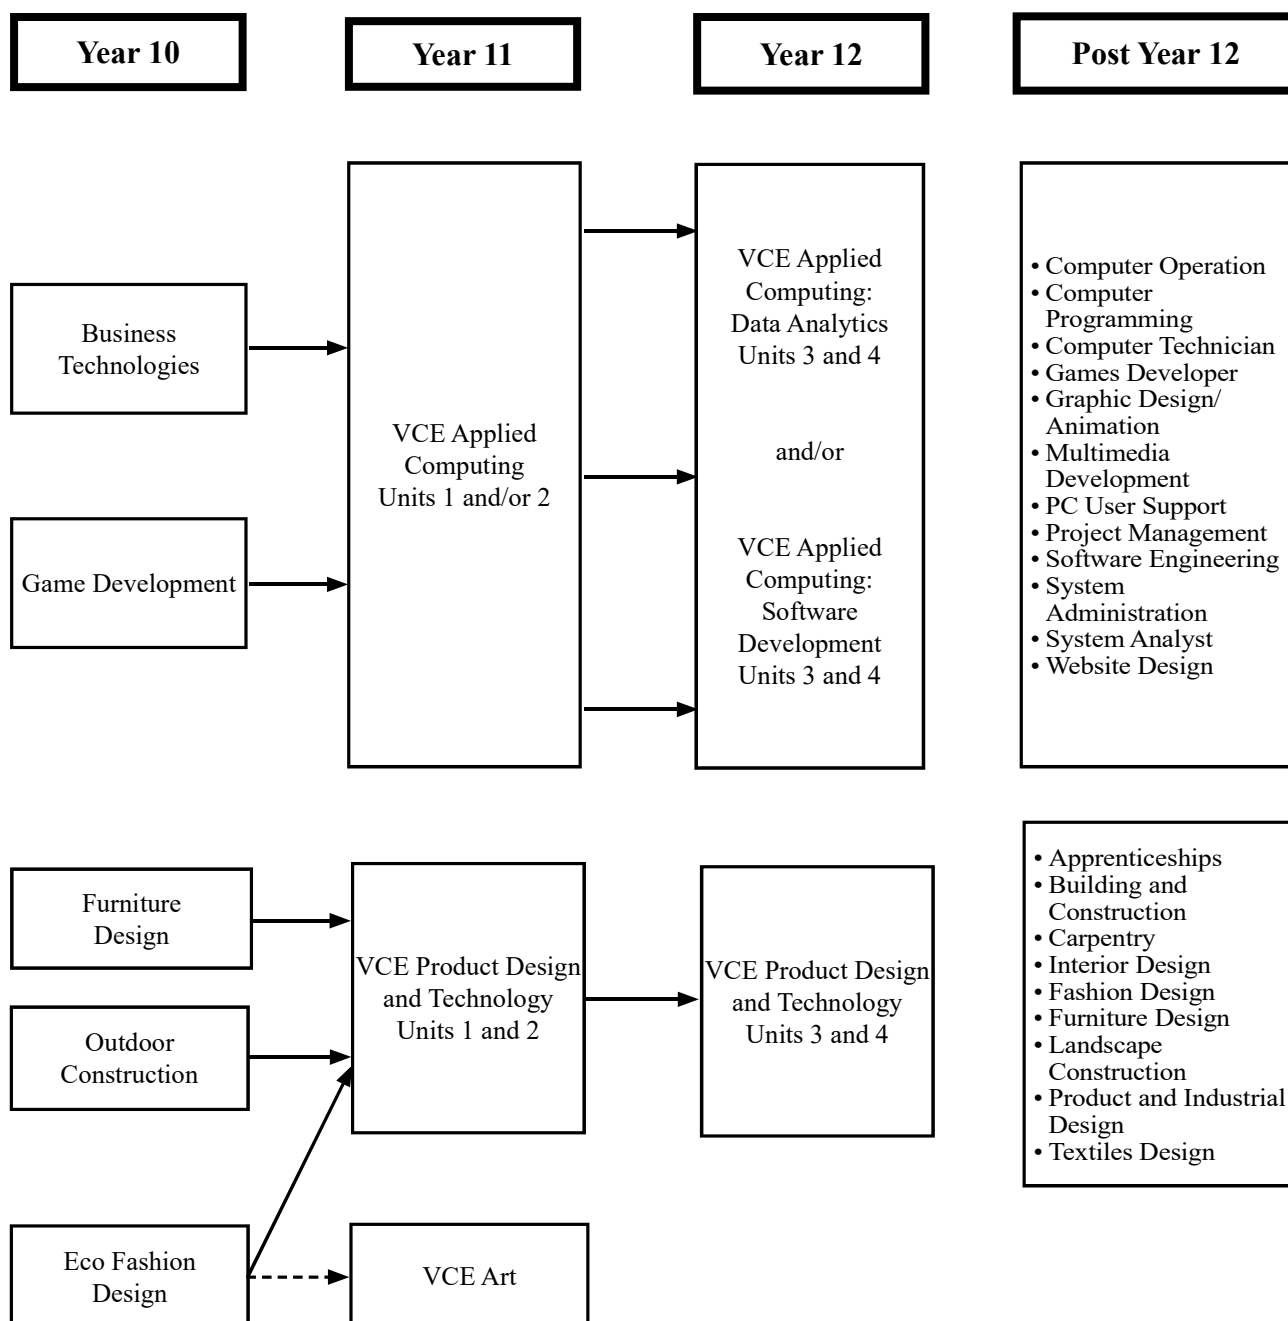 Year 10
Year 11
Year 12
Post Year 12
Business
Technologies
Game Development
VCE Applied
Computing
Units 1 and/or 2
VCE Applied
Computing:
Data Analytics
Units 3 and 4
and/or
VCE Applied
Computing:
Software
Development
Units 3 and 4
• Computer Operation
• Computer
Programming
• Computer Technician
• Games Developer
• Graphic Design/
Animation
• Multimedia
Development
• PC User Support
• Project Management
• Software Engineering
• System
Administration
• System Analyst
• Website Design
Furniture
Design
Outdoor
Construction
Eco Fashion
Design
VCE Product Design
and Technology
Units 1 and 2
VCE Art
VCE Product Design
and Technology
Units 3 and 4
• Apprenticeships
• Building and
Construction
• Carpentry
• Interior Design
• Fashion Design
• Furniture Design
• Landscape
Construction
• Product and Industrial
Design
• Textiles Design